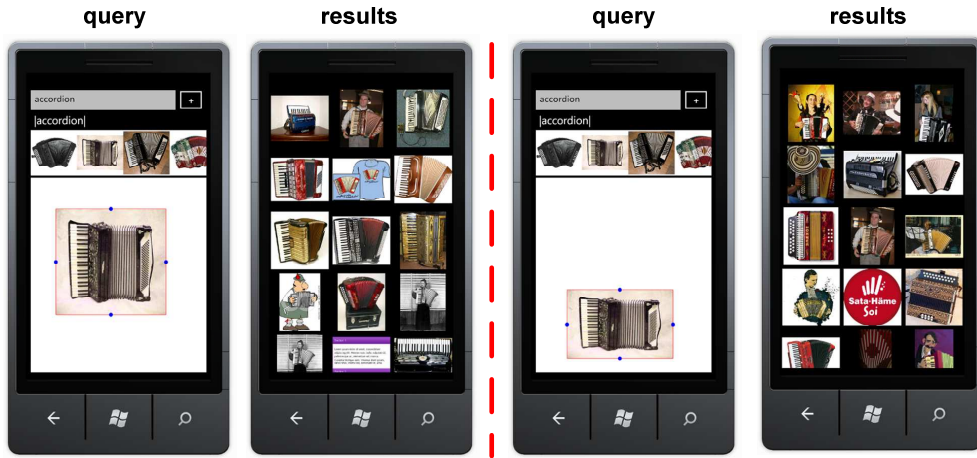 query
results
query
results
accordion
+
|accordion|
accordion
+
|accordion|
Sata-Häme
Soi